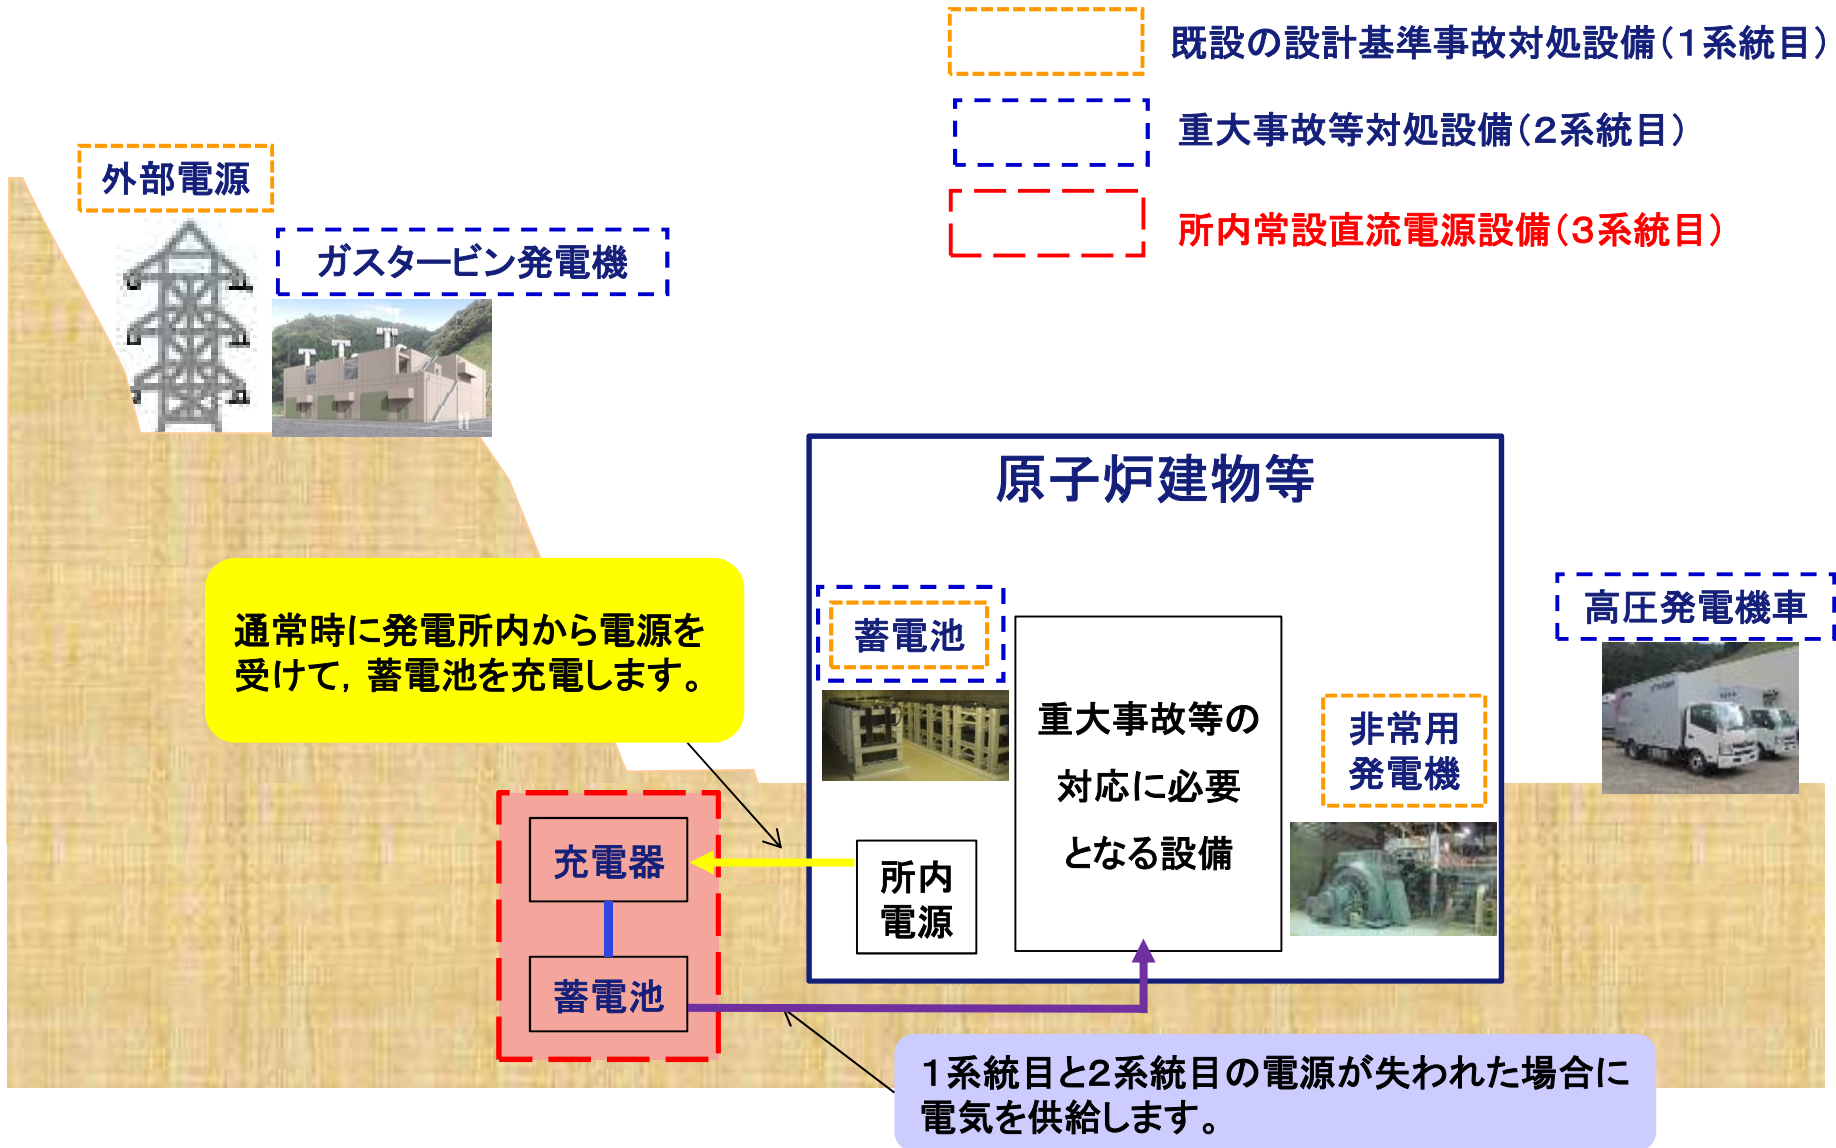 既設の設計基準事故対処設備(1系統目)
重大事故等対処設備(2系統目)
所内常設直流電源設備(3系統目)
外部電源
ガスタービン発電機
原子炉建物等
高圧発電機車
通常時に発電所内から電源を
受けて,蓄電池を充電します。
蓄電池
重大事故等の
対応に必要
となる設備
非常用
発電機
充電器
所内
電源
蓄電池
1系統目と2系統目の電源が失われた場合に
電気を供給します。